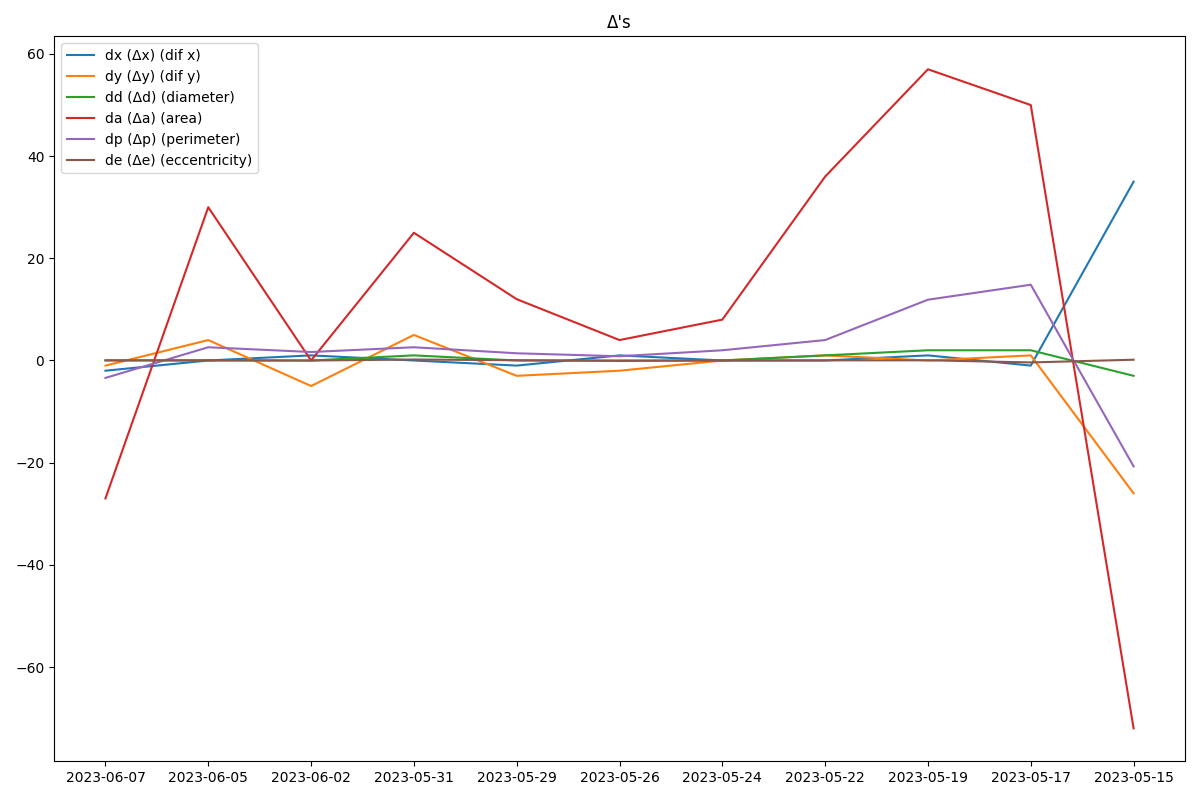 Δ's
dx (Δx) (dif x)
dy (Δy) (dif y)
dd (Δd) (diameter)
da (Δa) (area)
dp (Δp) (perimeter)
de (Δe) (eccentricity)
60
40
20
0
−20
−40
−60
2023-06-07 2023-06-05 2023-06-02 2023-05-31 2023-05-29 2023-05-26 2023-05-24 2023-05-22 2023-05-19 2023-05-17 2023-05-15